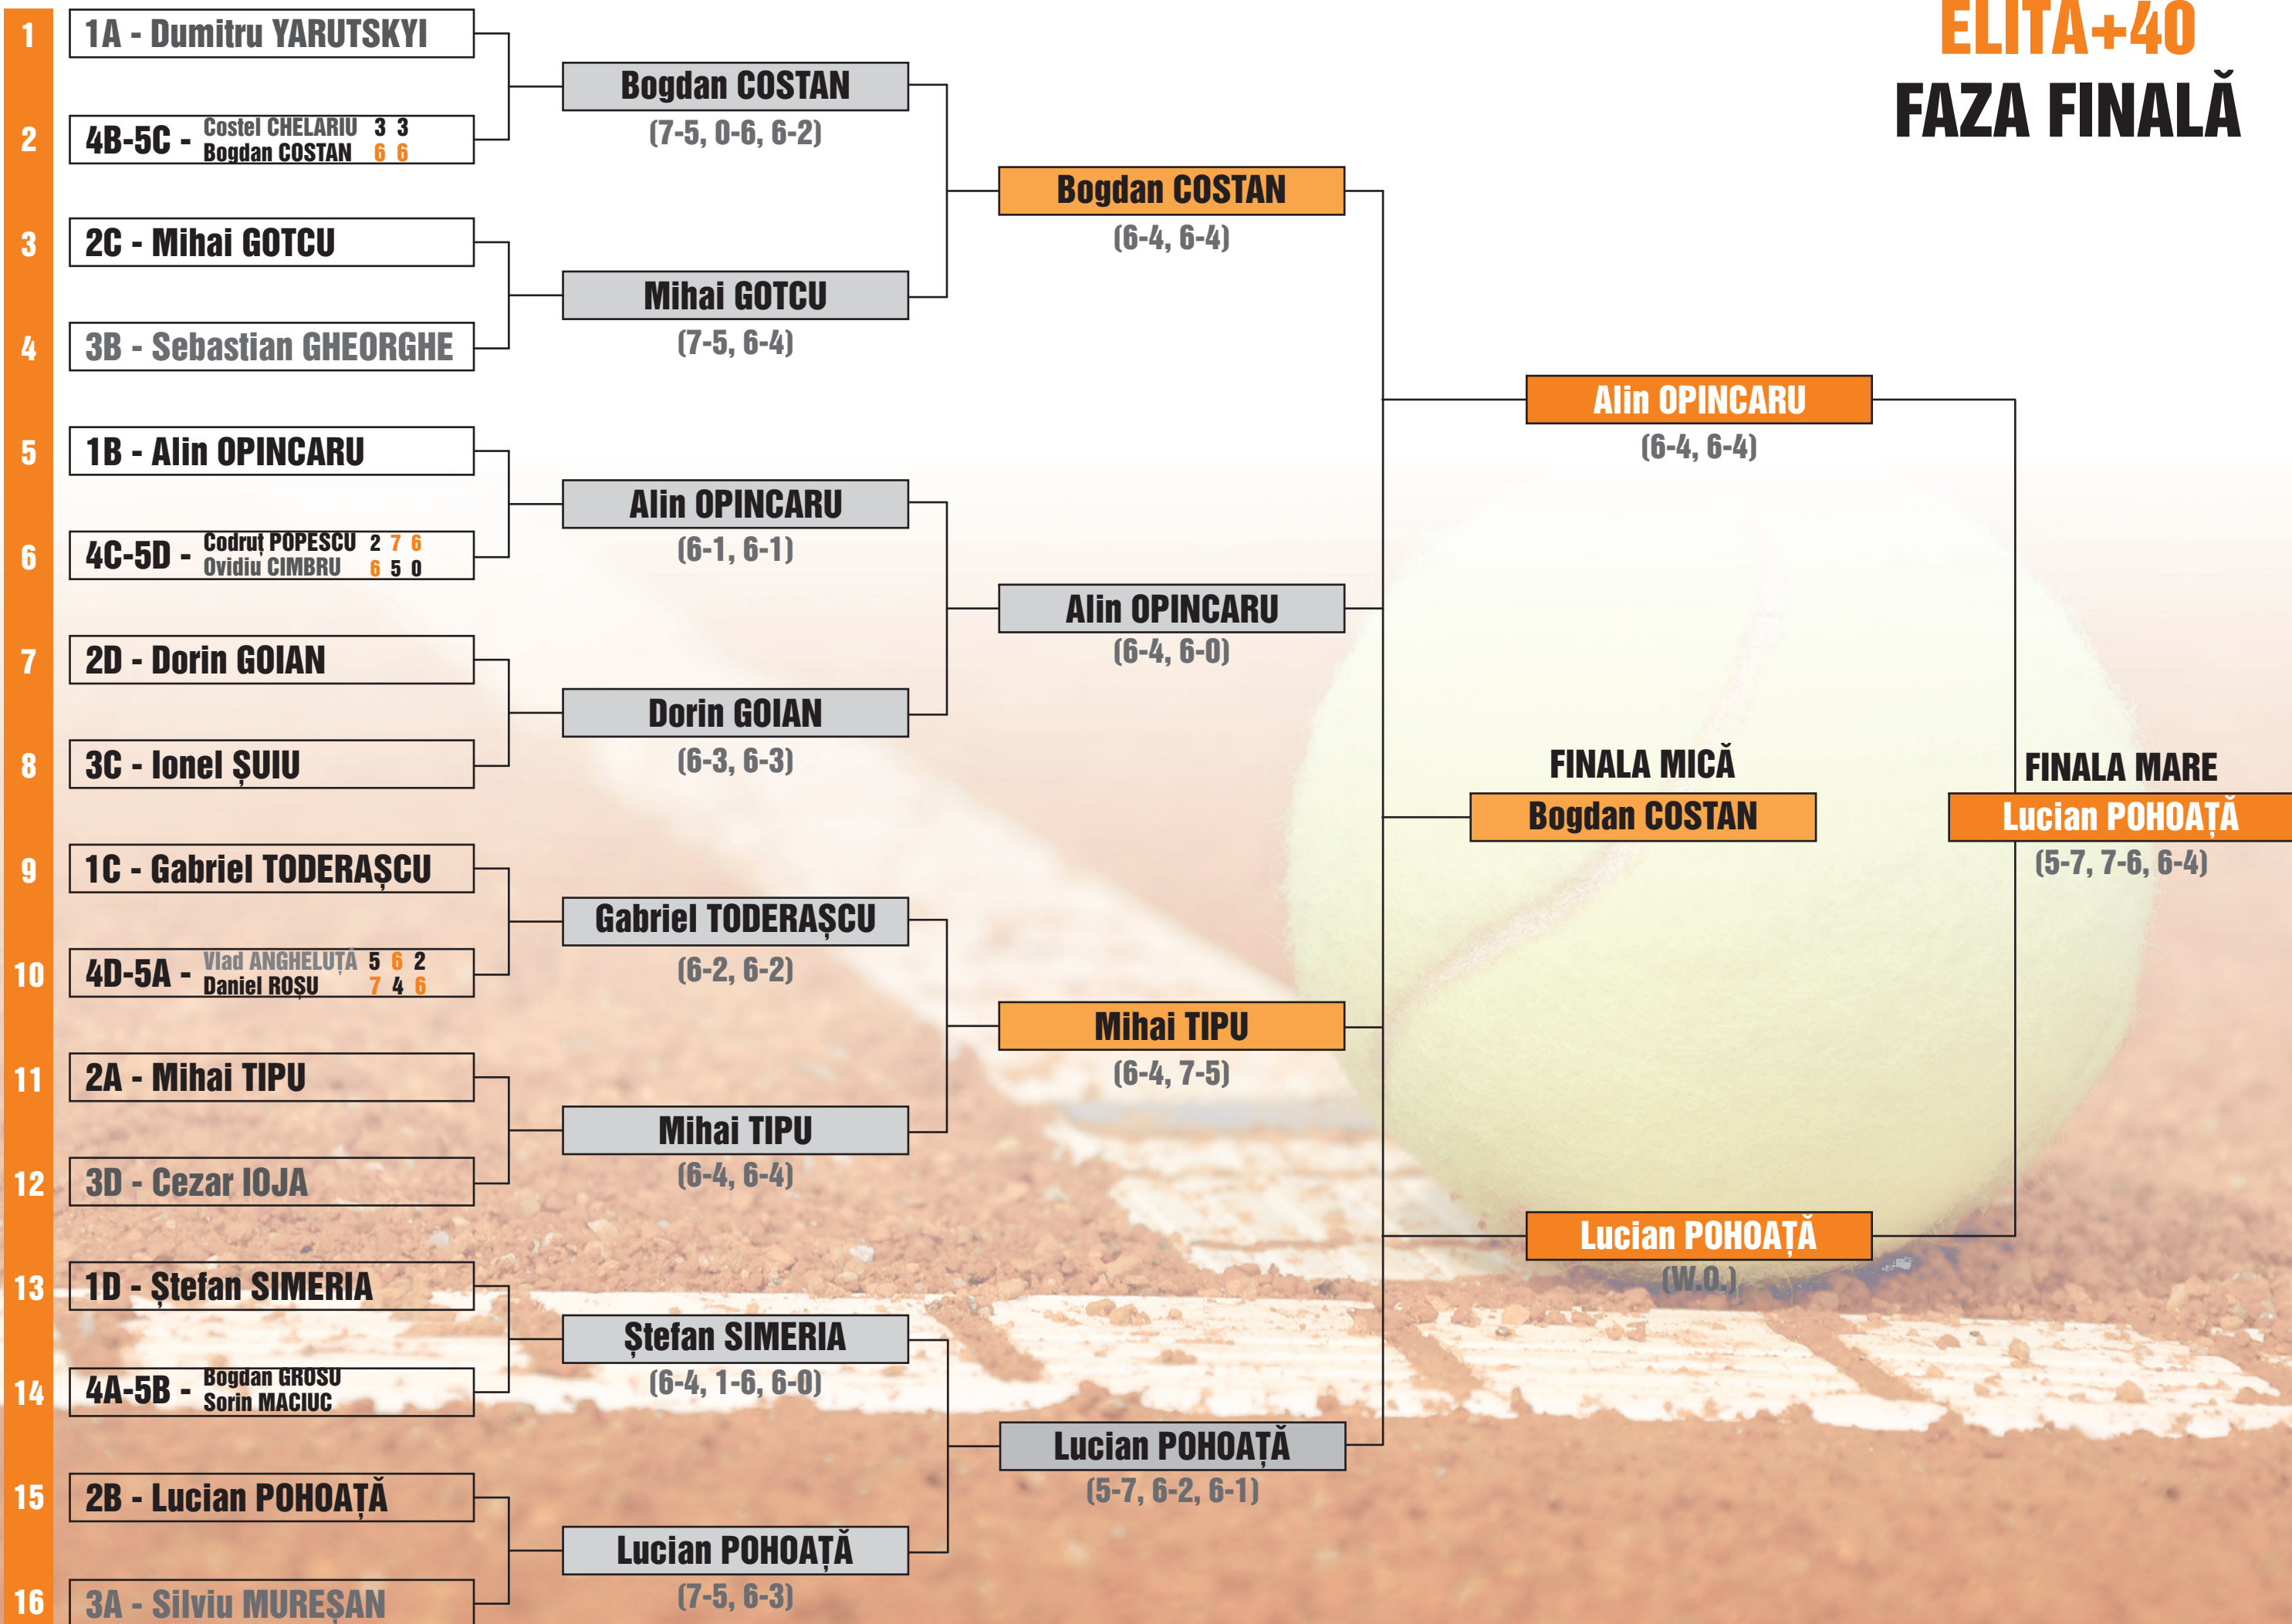 ELITA+40
FAZA FINALĂ
1
1A - Dumitru YARUTSKYI
2
4B-5C - Costel CHELARIU 3 3
Bogdan COSTAN 6 6
3
2C - Mihai GOTCU
4
3B - Sebastian GHEORGHE
5
1B - Alin OPINCARU
6
4C-5D - Codruț POPESCU 2 7 6
Ovidiu CIMBRU 6 5 0
7
2D - Dorin GOIAN
8
3C - Ionel ȘUIU
9
1C - Gabriel TODERAȘCU
10
4D-5A - Vlad ANGHELUȚĂ 5 6 2
Daniel ROȘU 7 4 6
11
2A - Mihai TIPU
12
3D - Cezar IOJA
13
1D - Ștefan SIMERIA
14
4A-5B - Bogdan GROSU
Sorin MACIUC
15
2B - Lucian POHOAȚĂ
16
3A - Silviu MUREȘAN
Bogdan COSTAN
(7-5, 0-6, 6-2)
Mihai GOTCU
(7-5, 6-4)
Alin OPINCARU
(6-1, 6-1)
Dorin GOIAN
(6-3, 6-3)
Gabriel TODERAȘCU
(6-2, 6-2)
Mihai TIPU
(6-4, 6-4)
Ștefan SIMERIA
(6-4, 1-6, 6-0)
Lucian POHOAȚĂ
(7-5, 6-3)
Bogdan COSTAN
(6-4, 6-4)
Alin OPINCARU
(6-4, 6-0)
Mihai TIPU
(6-4, 7-5)
Lucian POHOAȚĂ
(5-7, 6-2, 6-1)
Alin OPINCARU
(6-4, 6-4)
FINALA MICĂ
Bogdan COSTAN
Lucian POHOAȚĂ
(W.O.)
FINALA MARE
Lucian POHOAȚĂ
(5-7, 7-6, 6-4)